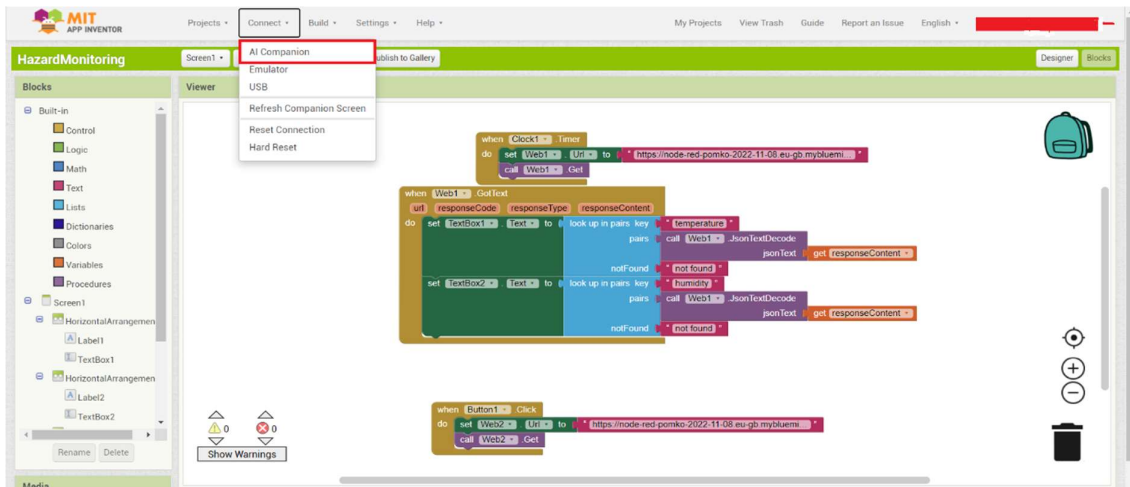 MIT
APP INVENTOR
Projects Connect Build Settings Help My Projects View Trash Guide Report an Issue English
HazardMonitoring Screen1 ublish to Gallery Designer Blocks
AI Companion
Emulator
USB
Refresh Companion Screen
Reset Connection
Hard Reset
Blocks Viewer
Built-in
Control
Logic
Math
Text
Lists
Dictionaries
Colors
Variables
Procedures
Screen1
HorizontalArrangemen
Label1
TextBox1
HorizontalArrangemen
Label2
TextBox2
Rename Delete
Media
when Clock1 .Timer
do set Web1 . Url to " https://node-red-pomko-2022-11-08.eu-gb.mybluemi... "
call Web1 .Get
when Web1 .GotText
url responseCode responseType responseContent
do set TextBox1 . Text to look up in pairs key " temperature "
pairs call Web1 .JsonTextDecode
jsonText get responseContent
notFound " not found "
set TextBox2 . Text to look up in pairs key " humidity "
pairs call Web1 .JsonTextDecode
jsonText get responseContent
notFound " not found "
when Button1 .Click
do set Web2 . Url to " https://node-red-pomko-2022-11-08.eu-gb.mybluemi... "
call Web2 .Get
0 0
Show Warnings